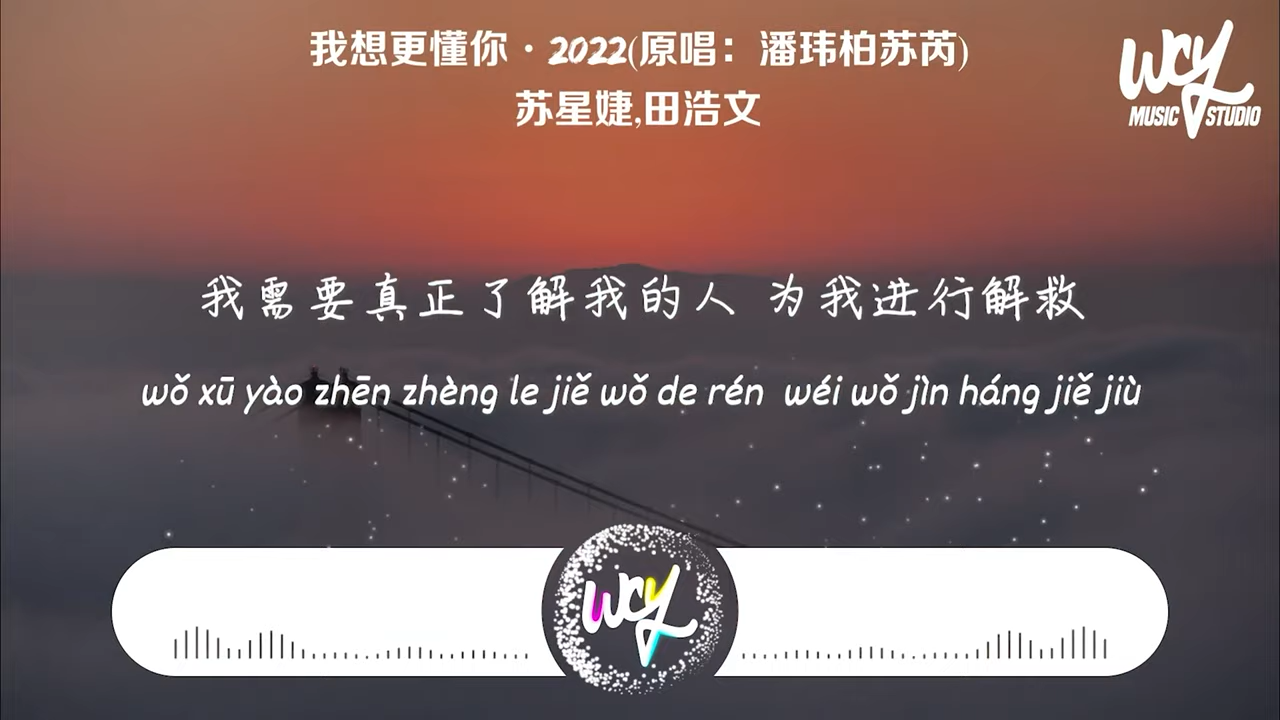 我想更懂你·2022(原唱：潘玮柏苏芮)
苏星婕,田浩文
wcy
MUSIC STUDIO
我需要真正了解我的人 为我进行解救
wǒ xū yào zhēn zhèng le jiě wǒ de rén wéi wǒ jìn háng jiě jiù
wcy